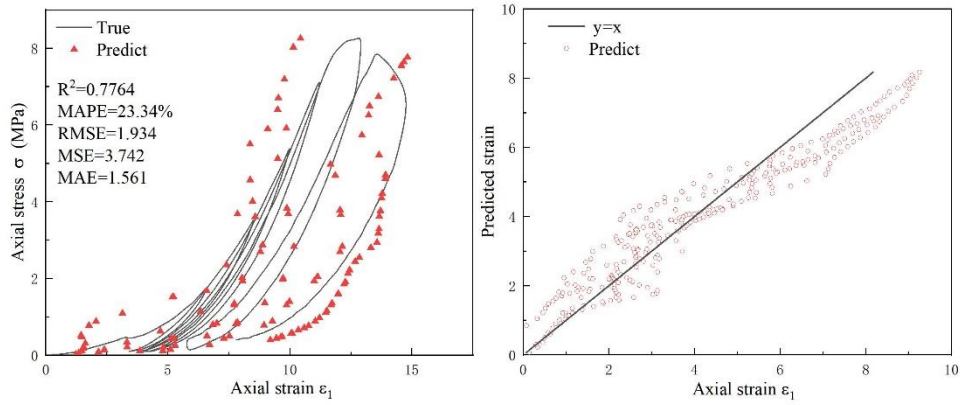 True
Predict
R²=0.7764
MAPE=23.34%
RMSE=1.934
MSE=3.742
MAE=1.561
Axial stress σ (MPa)
8
6
4
2
0
0
5
10
15
Axial strain ε₁
y=x
Predict
Predicted strain
10
8
6
4
2
0
0
2
4
6
8
10
Axial strain ε₁